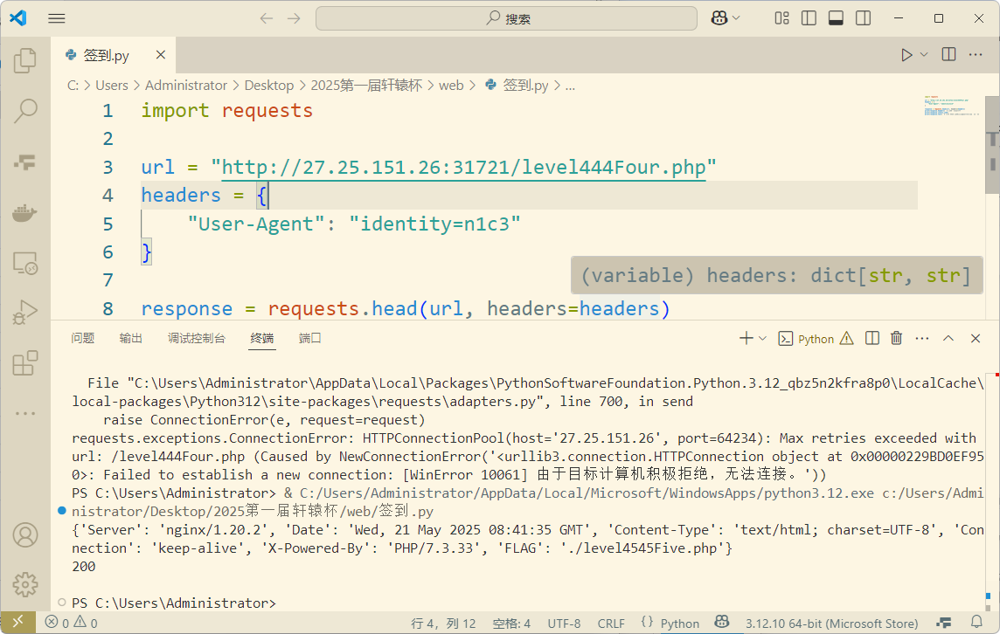 搜索
签到.py
C: > Users > Administrator > Desktop > 2025第一届轩辕杯 > web > 签到.py > ...
1 import requests
2
3 url = "http://27.25.151.26:31721/level444Four.php"
4 headers = {
5 "User-Agent": "identity=n1c3"
6 }
7
(variable) headers: dict[str, str]
8 response = requests.head(url, headers=headers)
问题 输出 调试控制台 终端 端口 Python
File "C:\Users\Administrator\AppData\Local\Packages\PythonSoftwareFoundation.Python.3.12_qbz5n2kfra8p0\LocalCache\
local-packages\Python312\site-packages\requests\adapters.py", line 700, in send
raise ConnectionError(e, request=request)
requests.exceptions.ConnectionError: HTTPConnectionPool(host='27.25.151.26', port=64234): Max retries exceeded with
url: /level444Four.php (Caused by NewConnectionError('<urllib3.connection.HTTPConnection object at 0x00000229BD0EF95
0>: Failed to establish a new connection: [WinError 10061] 由于目标计算机积极拒绝，无法连接。'))
PS C:\Users\Administrator> & C:/Users/Administrator/AppData/Local/Microsoft/WindowsApps/python3.12.exe c:/Users/Admi
nistrator/Desktop/2025第一届轩辕杯/web/签到.py
{'Server': 'nginx/1.20.2', 'Date': 'Wed, 21 May 2025 08:41:35 GMT', 'Content-Type': 'text/html; charset=UTF-8', 'Con
nection': 'keep-alive', 'X-Powered-By': 'PHP/7.3.33', 'FLAG': './level4545Five.php'}
200
PS C:\Users\Administrator>
0 0 行 4，列 12 空格: 4 UTF-8 CRLF {} Python 3.12.10 64-bit (Microsoft Store)